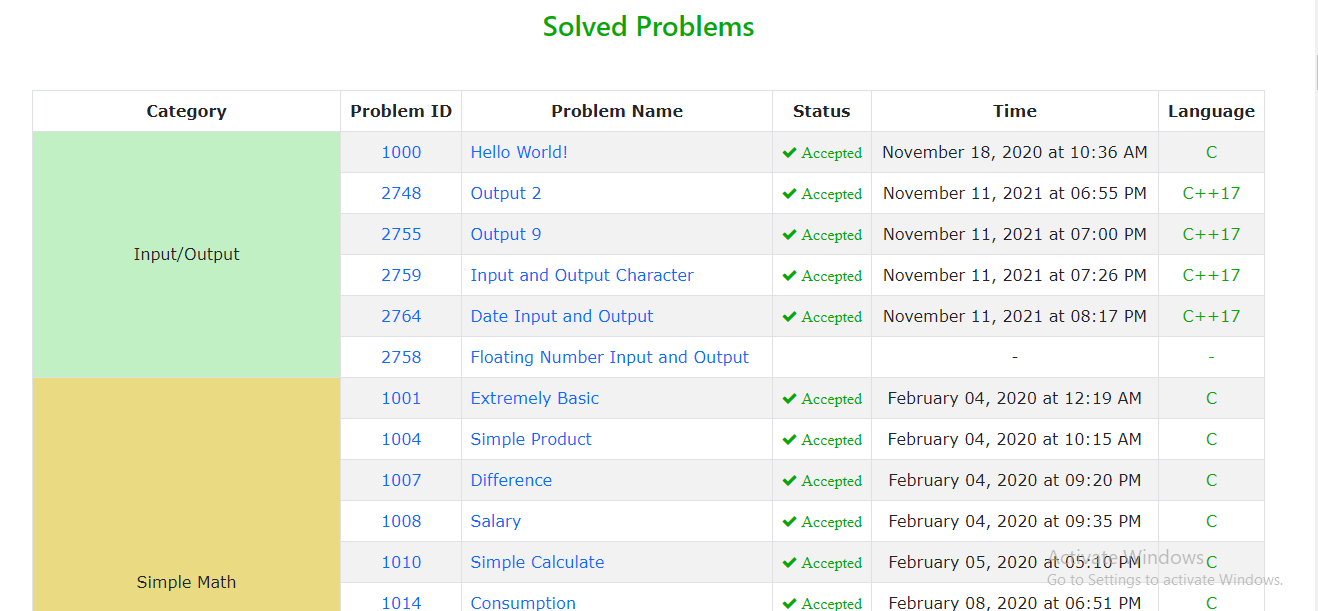 Solved Problems
Category Problem ID Problem Name Status Time Language
1000 Hello World! Accepted November 18, 2020 at 10:36 AM C
2748 Output 2 Accepted November 11, 2021 at 06:55 PM C++17
2755 Output 9 Accepted November 11, 2021 at 07:00 PM C++17
Input/Output
2759 Input and Output Character Accepted November 11, 2021 at 07:26 PM C++17
2764 Date Input and Output Accepted November 11, 2021 at 08:17 PM C++17
2758 Floating Number Input and Output - -
1001 Extremely Basic Accepted February 04, 2020 at 12:19 AM C
1004 Simple Product Accepted February 04, 2020 at 10:15 AM C
1007 Difference Accepted February 04, 2020 at 09:20 PM C
1008 Salary Accepted February 04, 2020 at 09:35 PM C
1010 Simple Calculate Accepted February 05, 2020 at 05:10 PM C
Simple Math
1014 Consumption Accepted February 08, 2020 at 06:51 PM C
Activate Windows
Go to Settings to activate Windows.